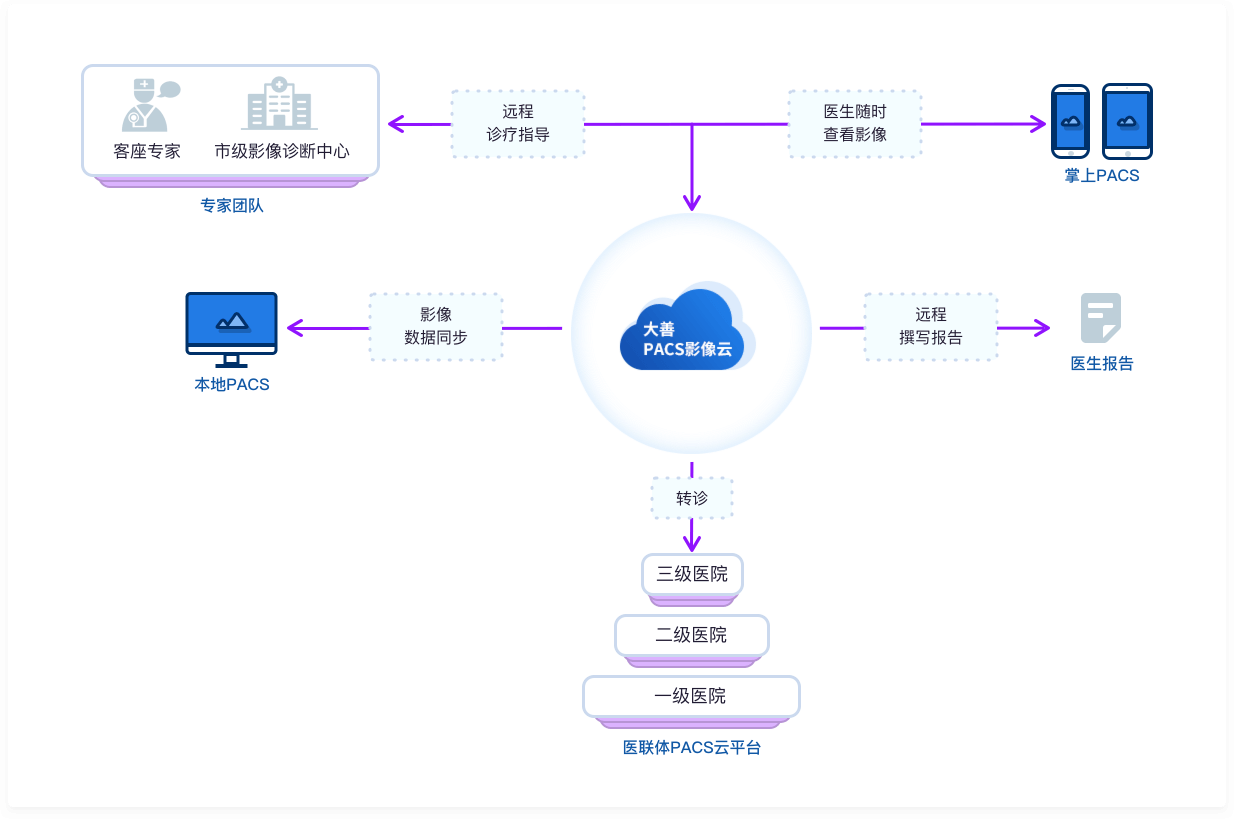 客座专家
市级影像诊断中心
专家团队
远程
诊疗指导
医生随时
查看影像
掌上PACS
本地PACS
影像
数据同步
大善
PACS影像云
远程
撰写报告
医生报告
转诊
三级医院
二级医院
一级医院
医联体PACS云平台